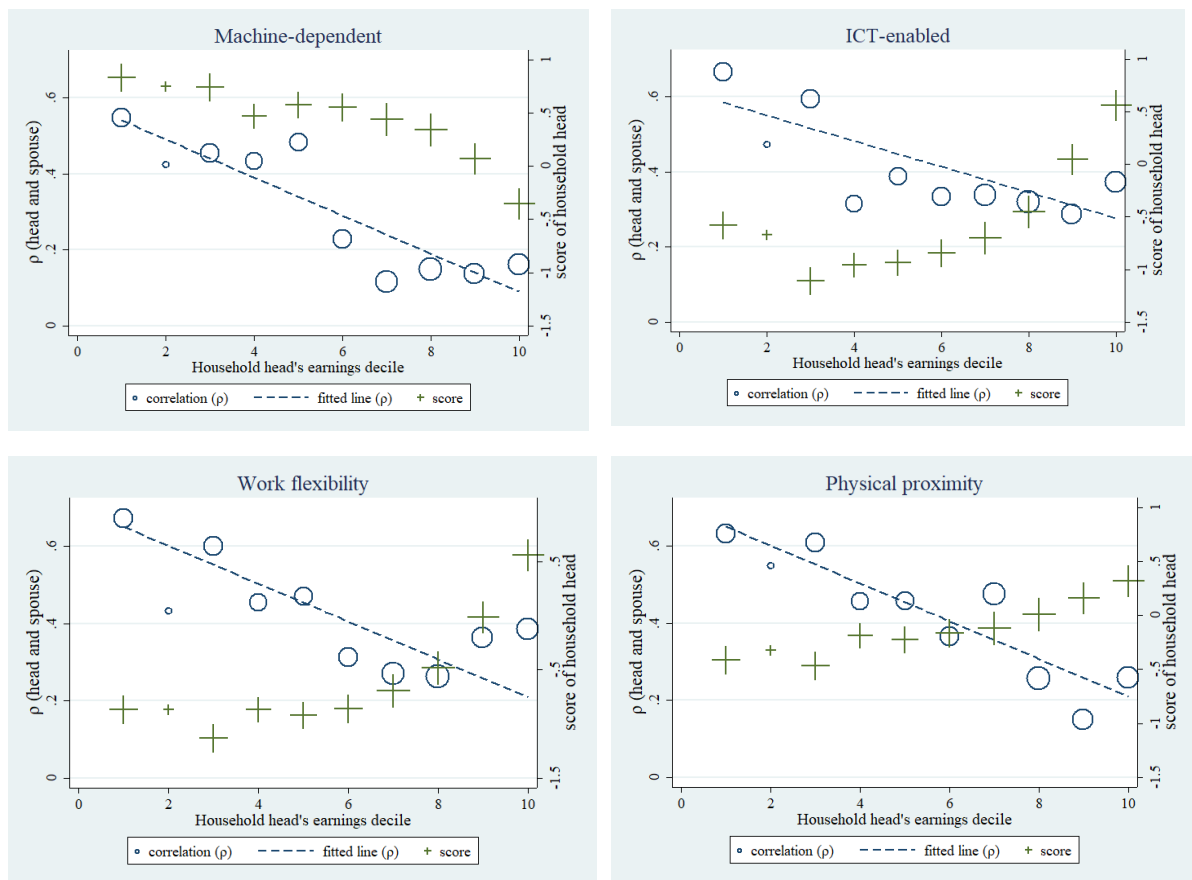 Machine-dependent
ρ (head and spouse)
0 .2 .4 .6
score of household head
-1.5 -1 -.5 0 .5 1
0 2 4 6 8 10
Household head's earnings decile
correlation (ρ) fitted line (ρ) score
ICT-enabled
ρ (head and spouse)
0 .2 .4 .6
score of household head
-1.5 -1 -.5 0 .5 1
0 2 4 6 8 10
Household head's earnings decile
correlation (ρ) fitted line (ρ) score
Work flexibility
ρ (head and spouse)
0 .2 .4 .6
score of household head
-1.5 -.5 .5
0 2 4 6 8 10
Household head's earnings decile
correlation (ρ) fitted line (ρ) score
Physical proximity
ρ (head and spouse)
0 .2 .4 .6
score of household head
-1.5 -1 -.5 0 .5 1
0 2 4 6 8 10
Household head's earnings decile
correlation (ρ) fitted line (ρ) score